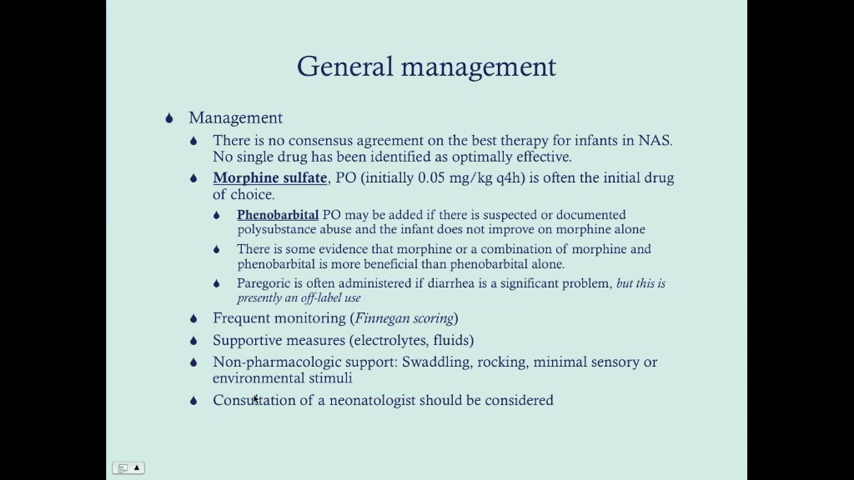 General management
Management
There is no consensus agreement on the best therapy for infants in NAS.
No single drug has been identified as optimally effective.
Morphine sulfate, PO (initially 0.05 mg/kg q4h) is often the initial drug
of choice.
Phenobarbital PO may be added if there is suspected or documented
polysubstance abuse and the infant does not improve on morphine alone
There is some evidence that morphine or a combination of morphine and
phenobarbital is more beneficial than phenobarbital alone.
Paregoric is often administered if diarrhea is a significant problem, but this is
presently an off-label use
Frequent monitoring (Finnegan scoring)
Supportive measures (electrolytes, fluids)
Non-pharmacologic support: Swaddling, rocking, minimal sensory or
environmental stimuli
Consultation of a neonatologist should be considered